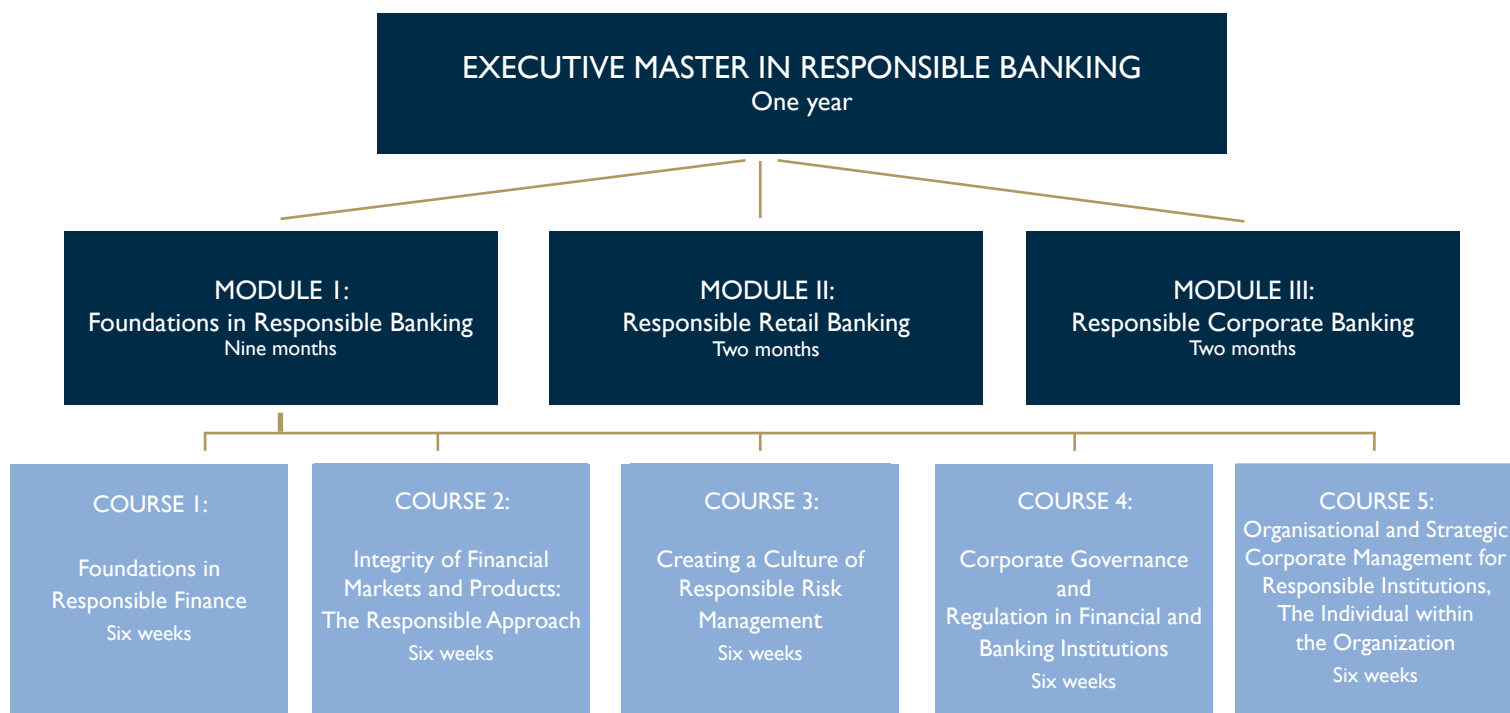 EXECUTIVE MASTER IN RESPONSIBLE BANKING
One year
MODULE 1:
Foundations in Responsible Banking
Nine months
MODULE II:
Responsible Retail Banking
Two months
MODULE III:
Responsible Corporate Banking
Two months
COURSE 1:
Foundations in
Responsible Finance
Six weeks
COURSE 2:
Integrity of Financial
Markets and Products:
The Responsible Approach
Six weeks
COURSE 3:
Creating a Culture of
Responsible Risk
Management
Six weeks
COURSE 4:
Corporate Governance
and
Regulation in Financial and
Banking Institutions
Six weeks
COURSE 5:
Organisational and Strategic
Corporate Management for
Responsible Institutions,
The Individual within
the Organization
Six weeks